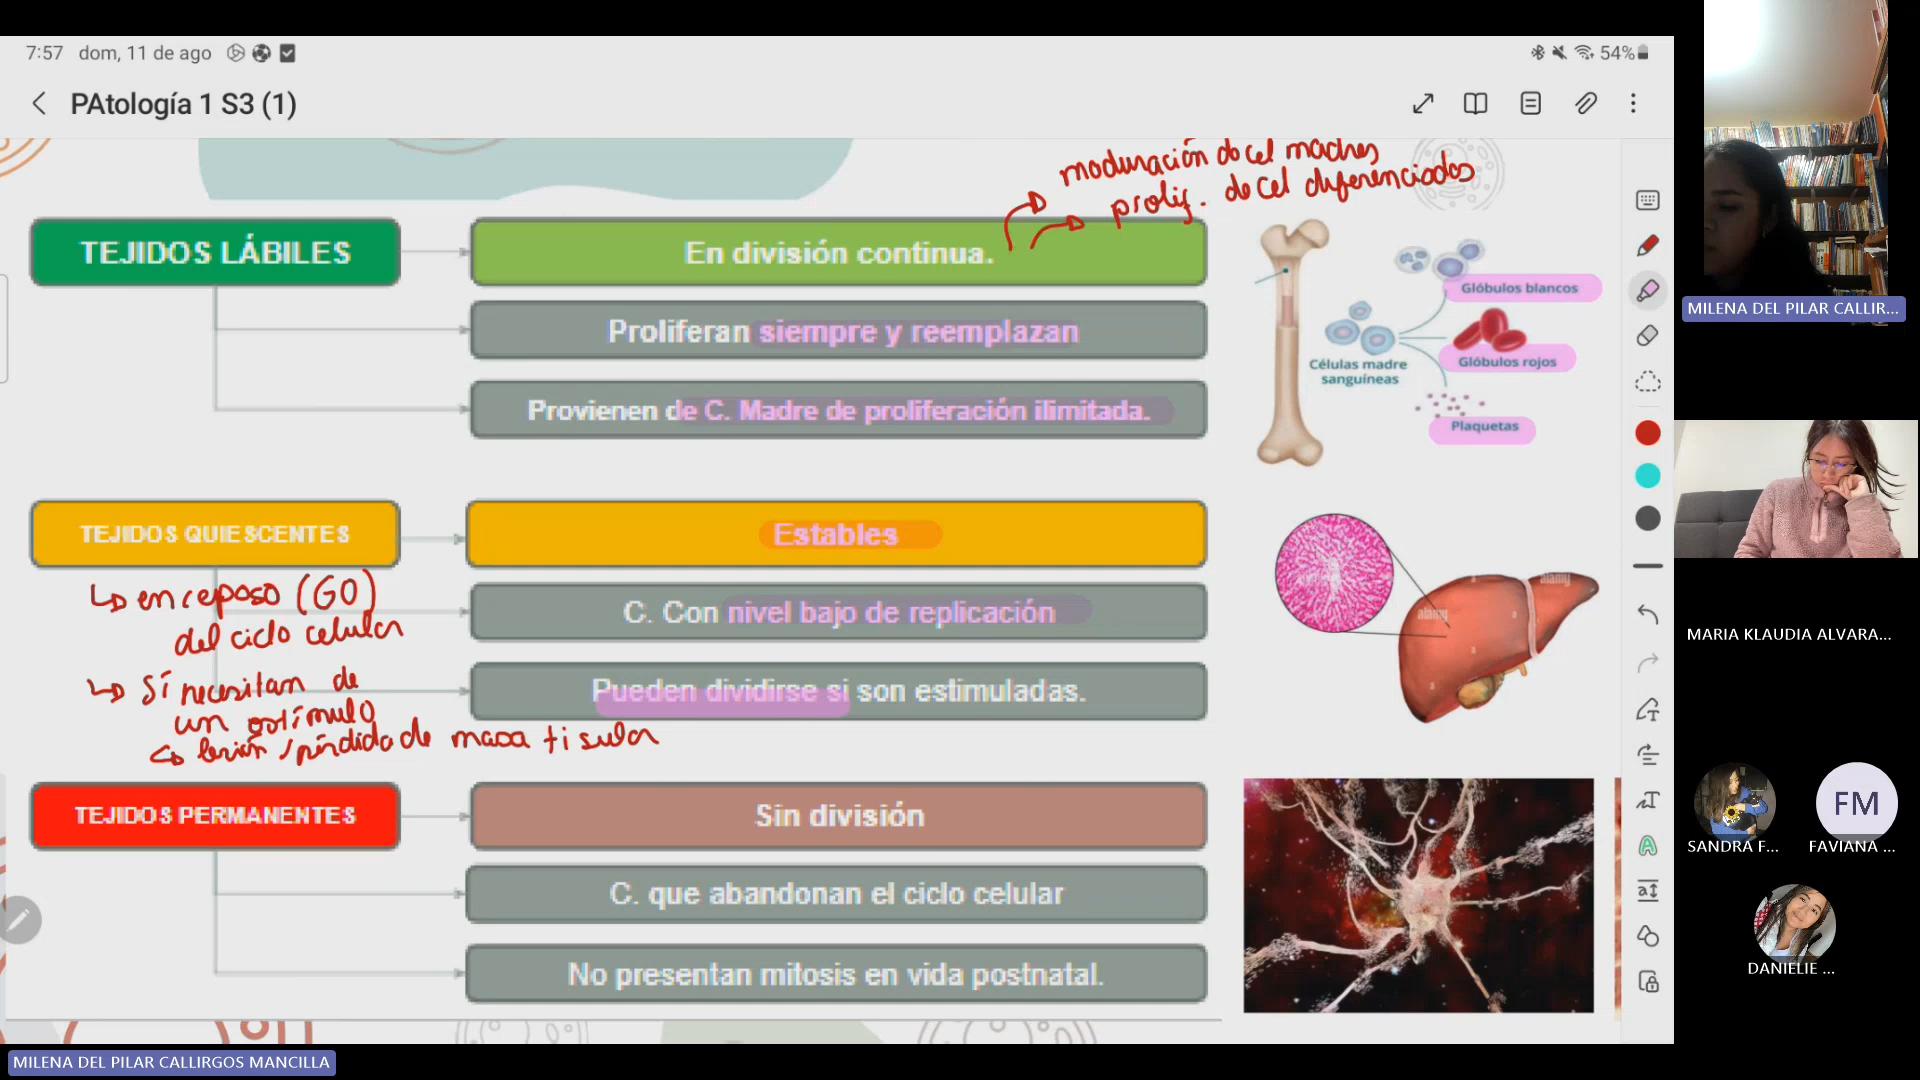 7:57 dom, 11 de ago
54%
PAtología 1 S3 (1)
maduración de cel madres
prolif. de cel diferenciadas
TEJIDOS LÁBILES
En división continua.
Proliferan siempre y reemplazan
Provienen de C. Madre de proliferación ilimitada.
Glóbulos blancos
Células madre
sanguíneas
Glóbulos rojos
Plaquetas
TEJIDOS QUIESCENTES
Estables
en reposo (G0)
del ciclo celular
C. Con nivel bajo de replicación
Sí necesitan de
un estímulo
Pueden dividirse si son estimuladas.
lesión / pérdida de masa tisular
alamy
alamy
TEJIDOS PERMANENTES
Sin división
C. que abandonan el ciclo celular
No presentan mitosis en vida postnatal.
MILENA DEL PILAR CALLIR...
MARIA KLAUDIA ALVARA...
FM
SANDRA F...
FAVIANA ...
DANIELIE ...
MILENA DEL PILAR CALLIRGOS MANCILLA